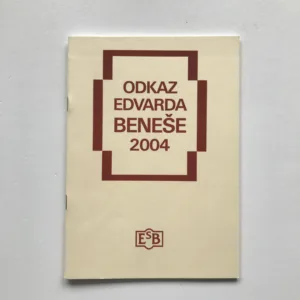 ODKAZ
EDVARDA
BENEŠE
2004
ESB